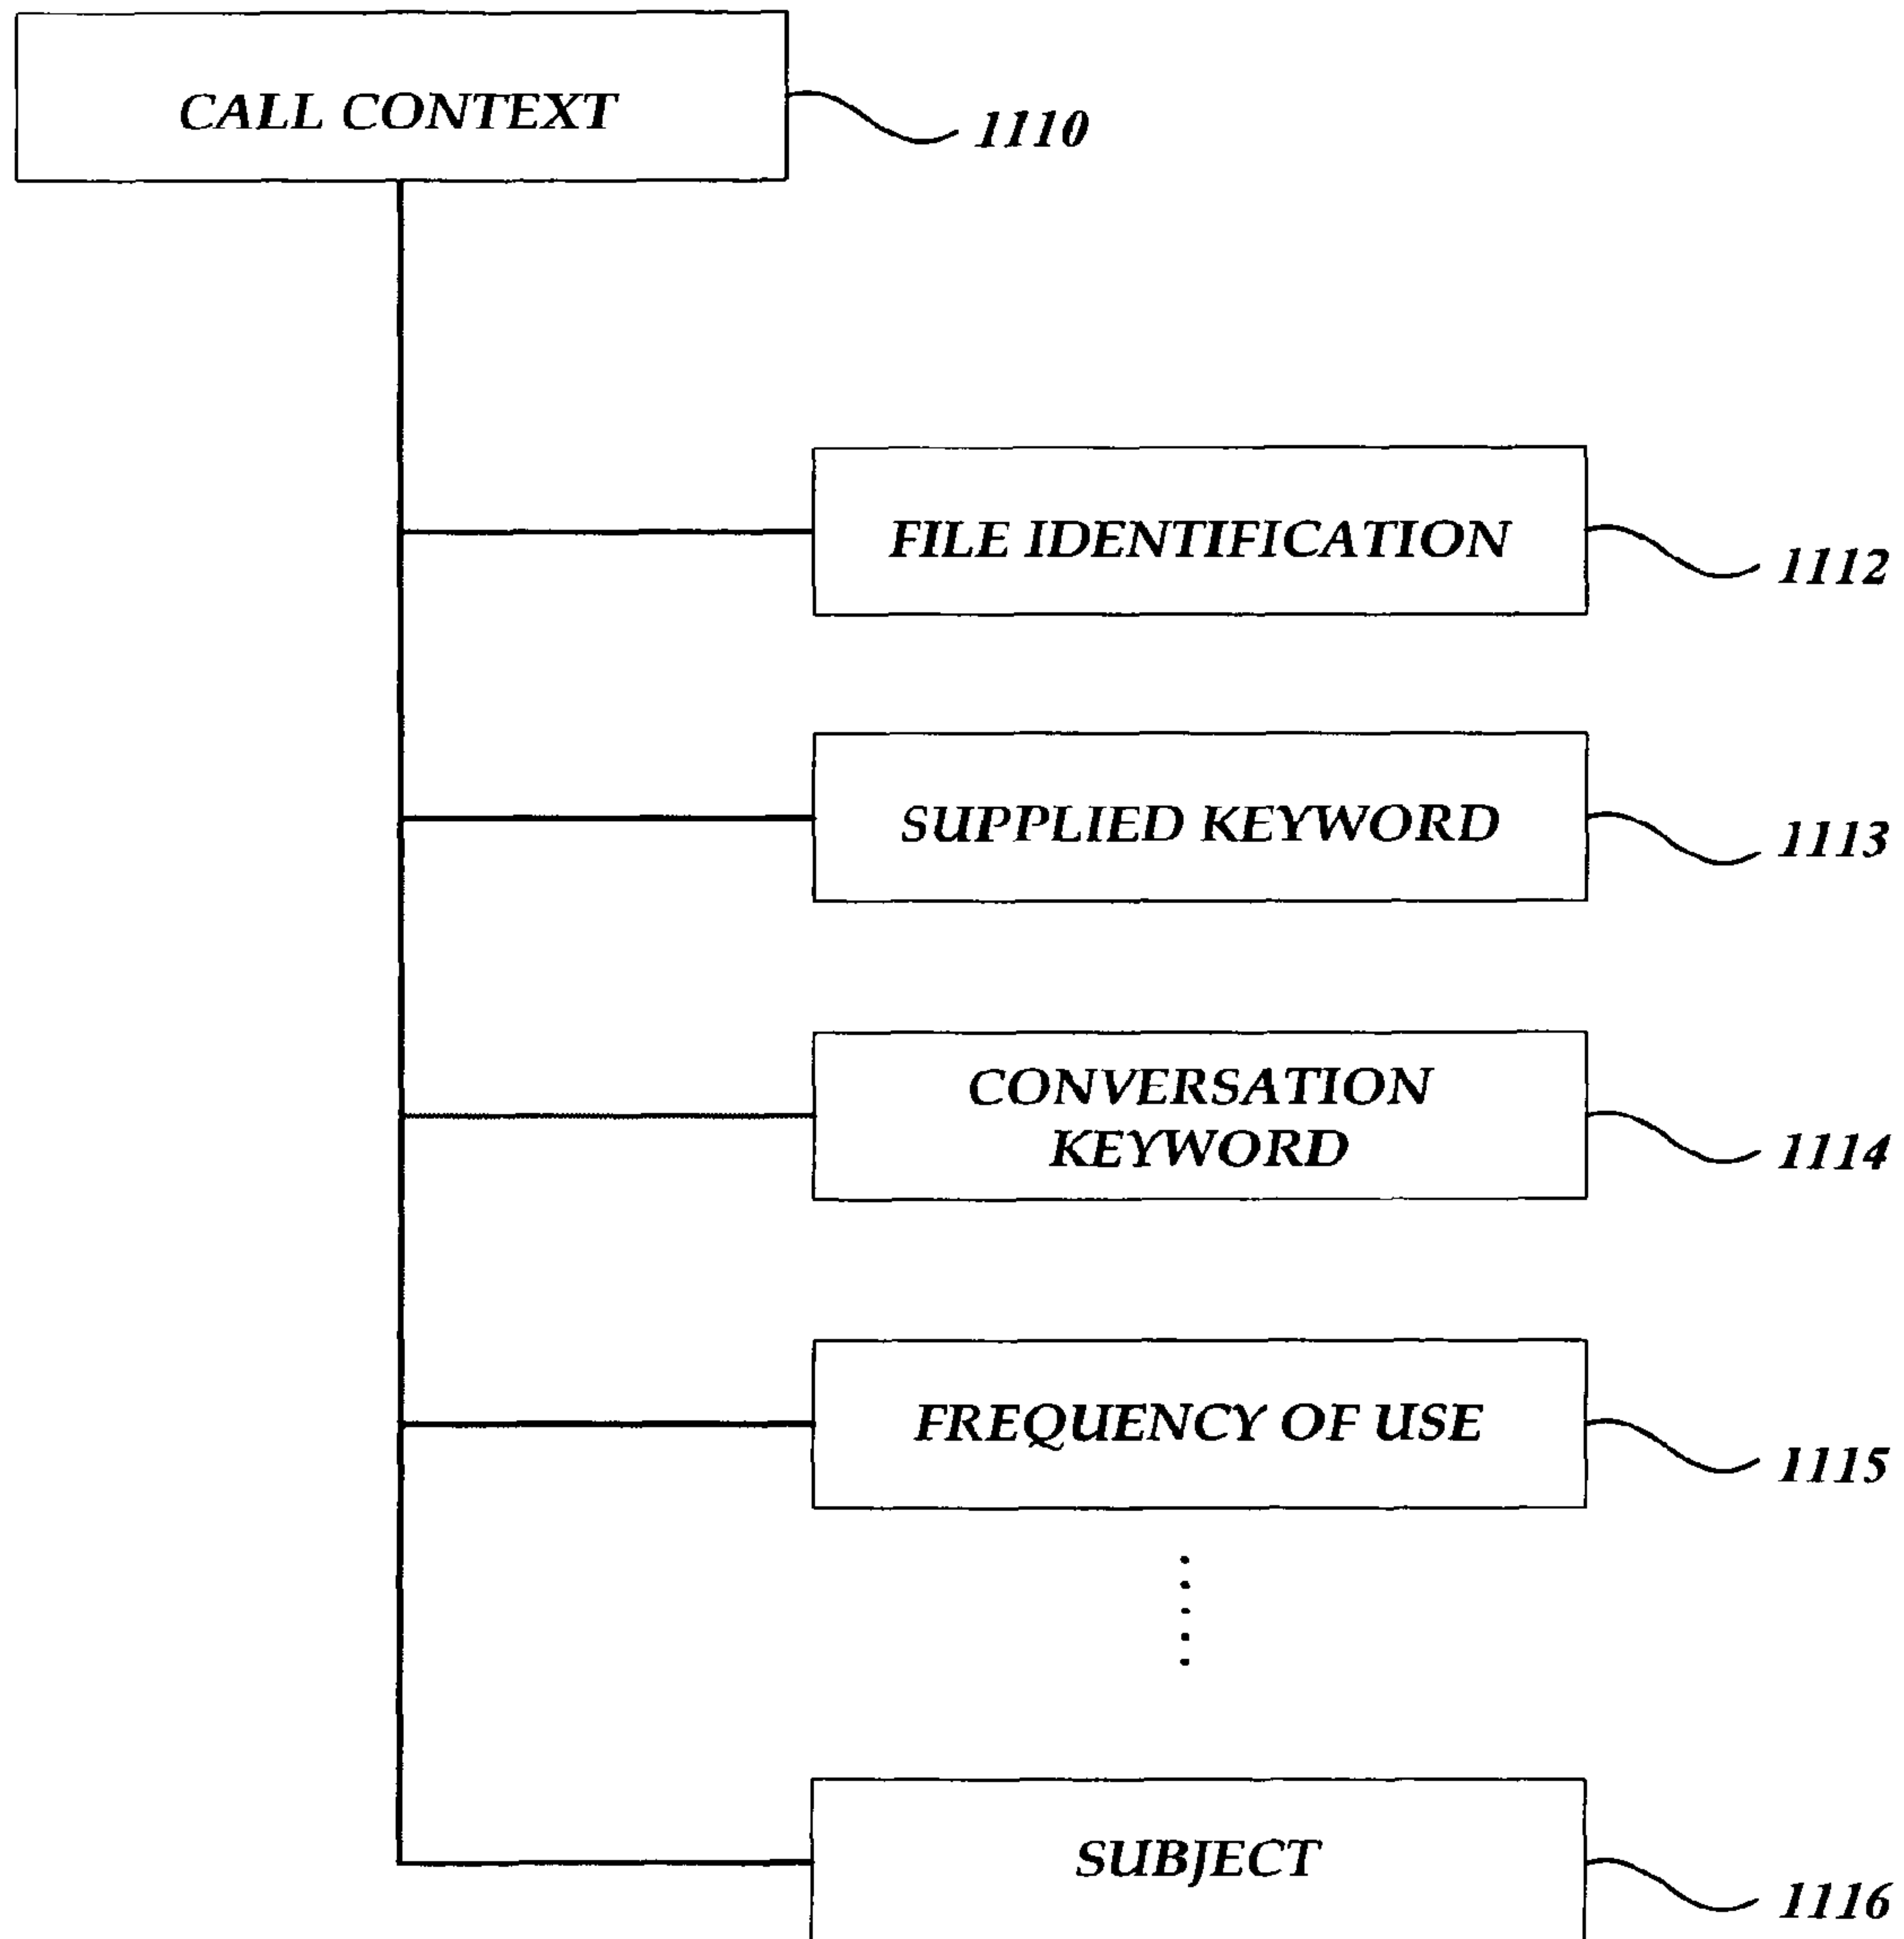 CALL CONTEXT
1110
FILE IDENTIFICATION
1112
SUPPLIED KEYWORD
1113
CONVERSATION
KEYWORD
1114
FREQUENCY OF USE
1115
SUBJECT
1116